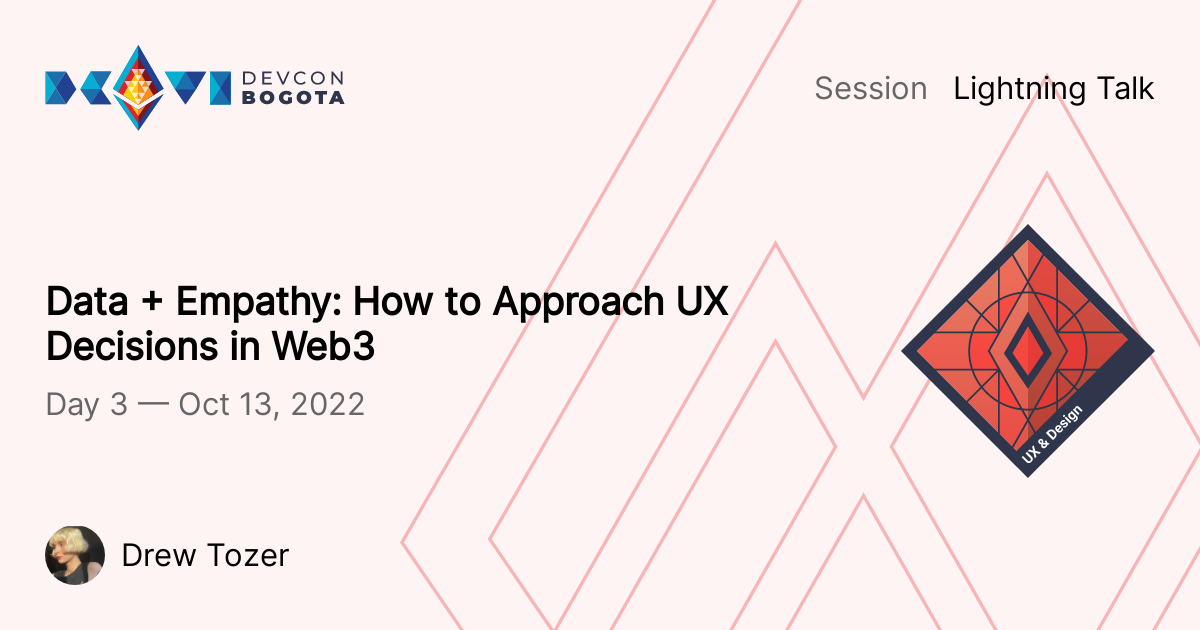 DEVCON
BOGOTA
Session Lightning Talk
Data + Empathy: How to Approach UX
Decisions in Web3
Day 3 — Oct 13, 2022
UX & Design
Drew Tozer